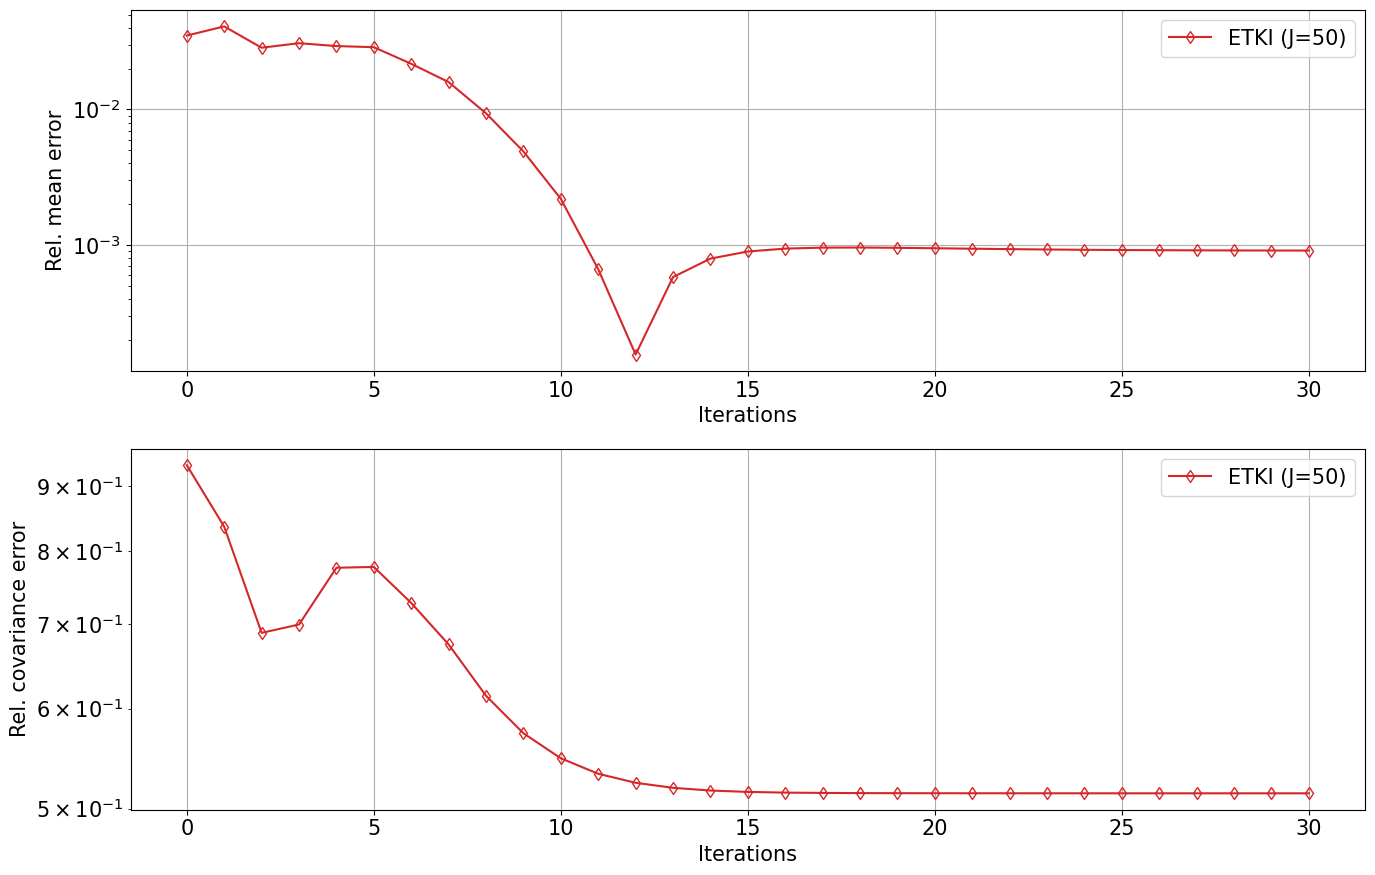 ETKI (J=50)
Rel. mean error
10⁻²
10⁻³
0 5 10 15 20 25 30
Iterations
ETKI (J=50)
Rel. covariance error
9 × 10⁻¹
8 × 10⁻¹
7 × 10⁻¹
6 × 10⁻¹
5 × 10⁻¹
0 5 10 15 20 25 30
Iterations